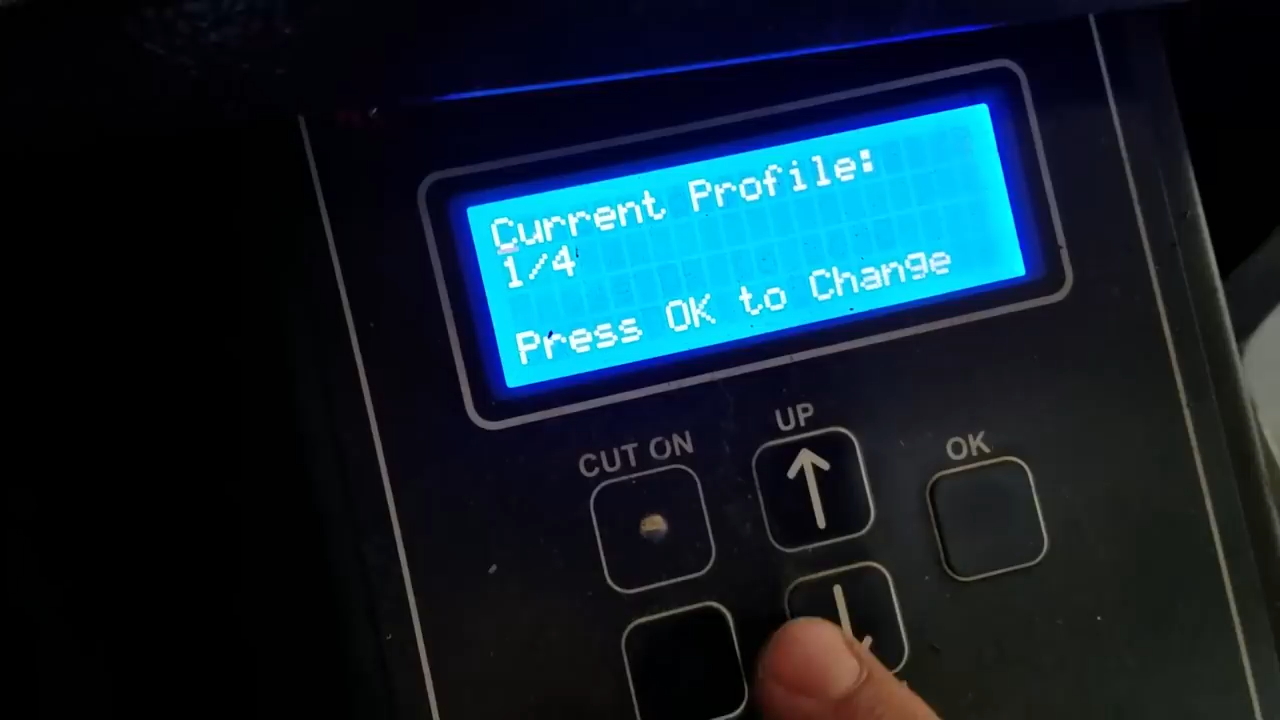 Current Profile:
1/4
Press OK to Change
CUT ON
UP
OK